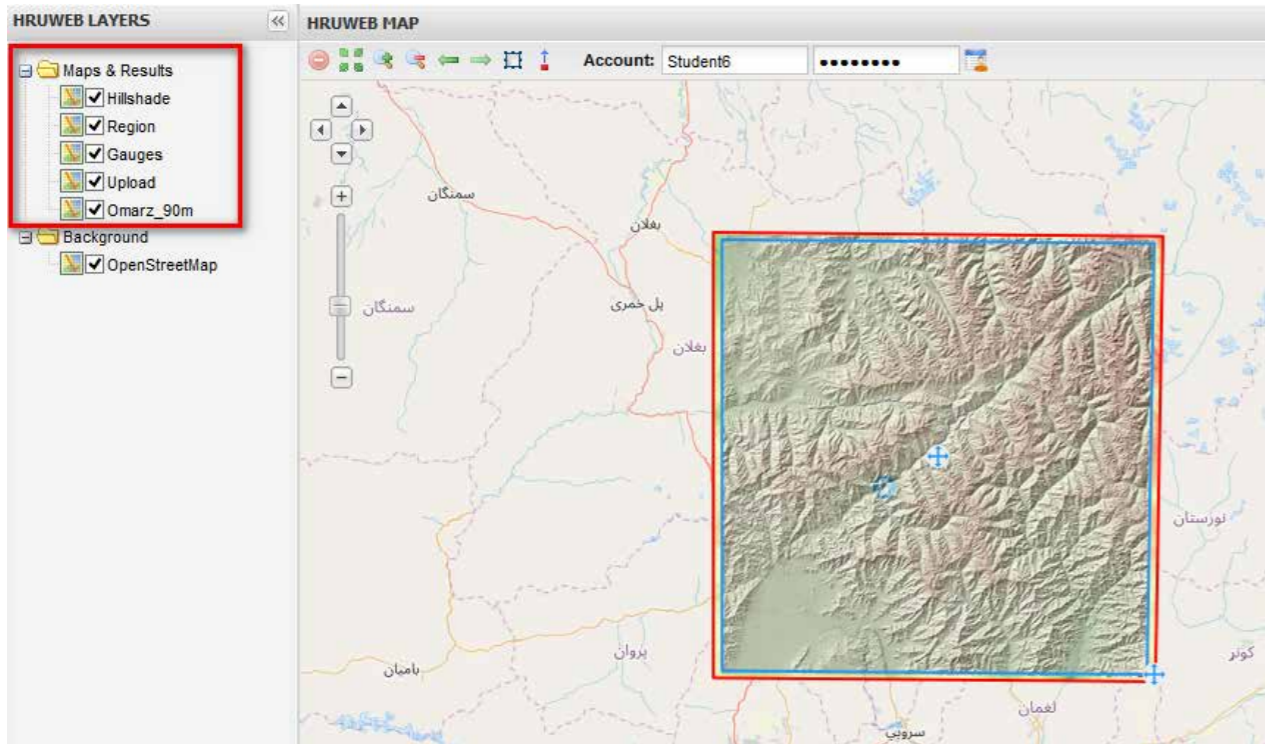 HRUWEB LAYERS
HRUWEB MAP
Maps & Results
Hillshade
Region
Gauges
Upload
Omarz_90m
Background
OpenStreetMap
Account: Student6 ••••••••
سمنگان
بغلان
سمنگان
پل خمری
بغلان
نورستان
پروان
بامیان
کونر
لغمان
سروبي